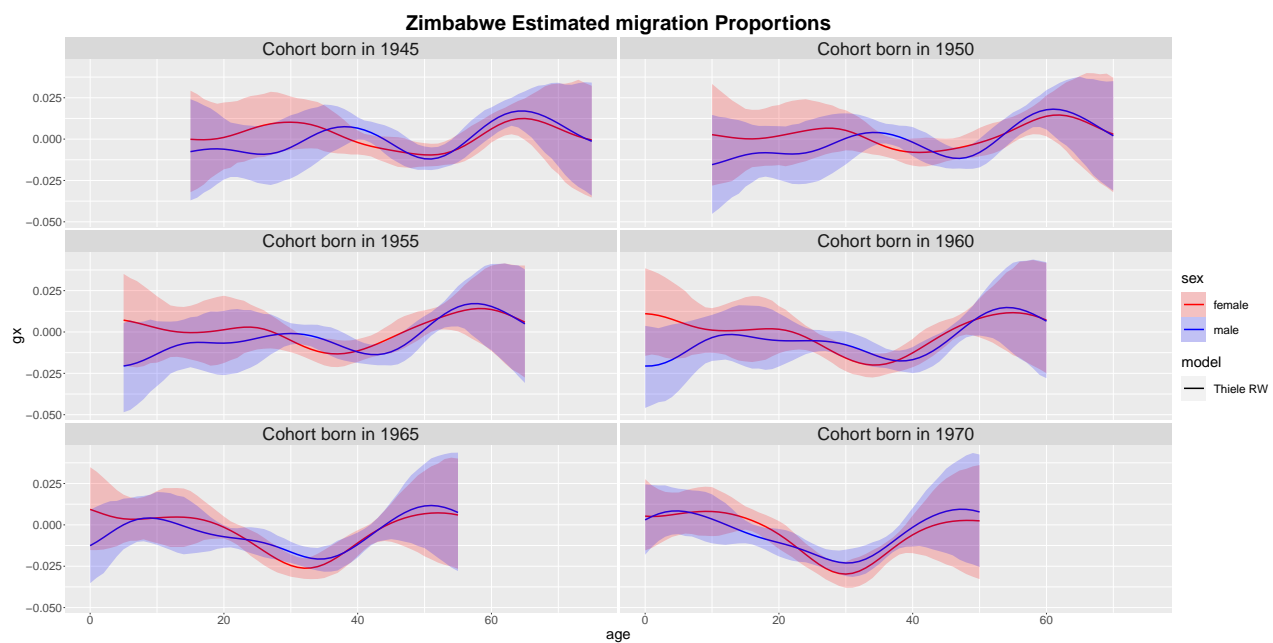 Zimbabwe Estimated migration Proportions
Cohort born in 1945
Cohort born in 1950
0.025
0.000
−0.025
−0.050
Cohort born in 1955
Cohort born in 1960
0.025
0.000
−0.025
−0.050
Cohort born in 1965
Cohort born in 1970
0.025
0.000
−0.025
−0.050
0 20 40 60
0 20 40 60
age
gx
sex
female
male
model
Thiele RW